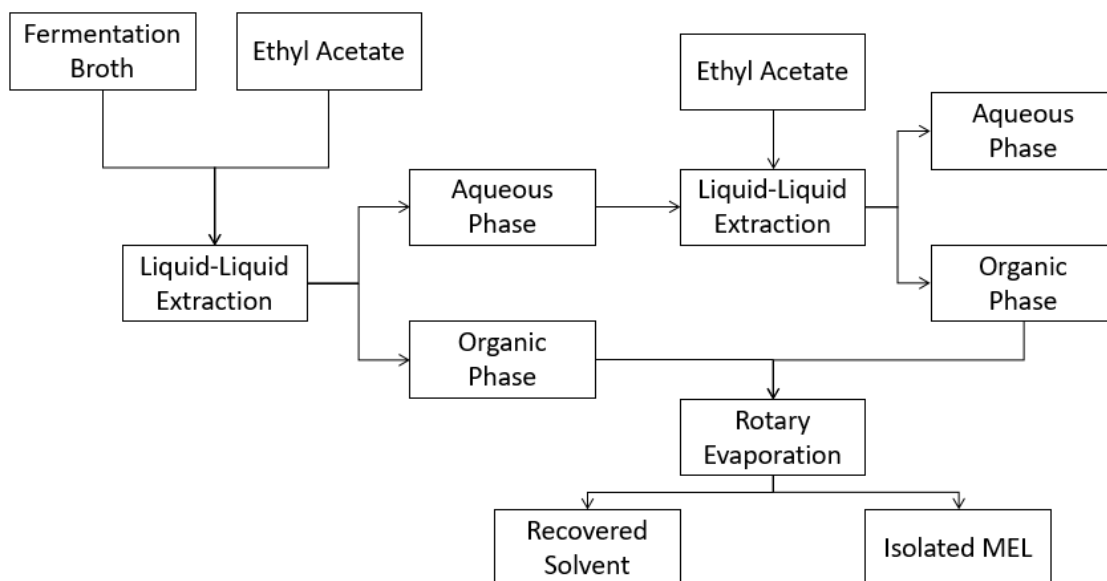 Fermentation
Broth
Ethyl Acetate
Ethyl Acetate
Aqueous
Phase
Aqueous
Phase
Liquid-Liquid
Extraction
Liquid-Liquid
Extraction
Organic
Phase
Organic
Phase
Rotary
Evaporation
Recovered
Solvent
Isolated MEL